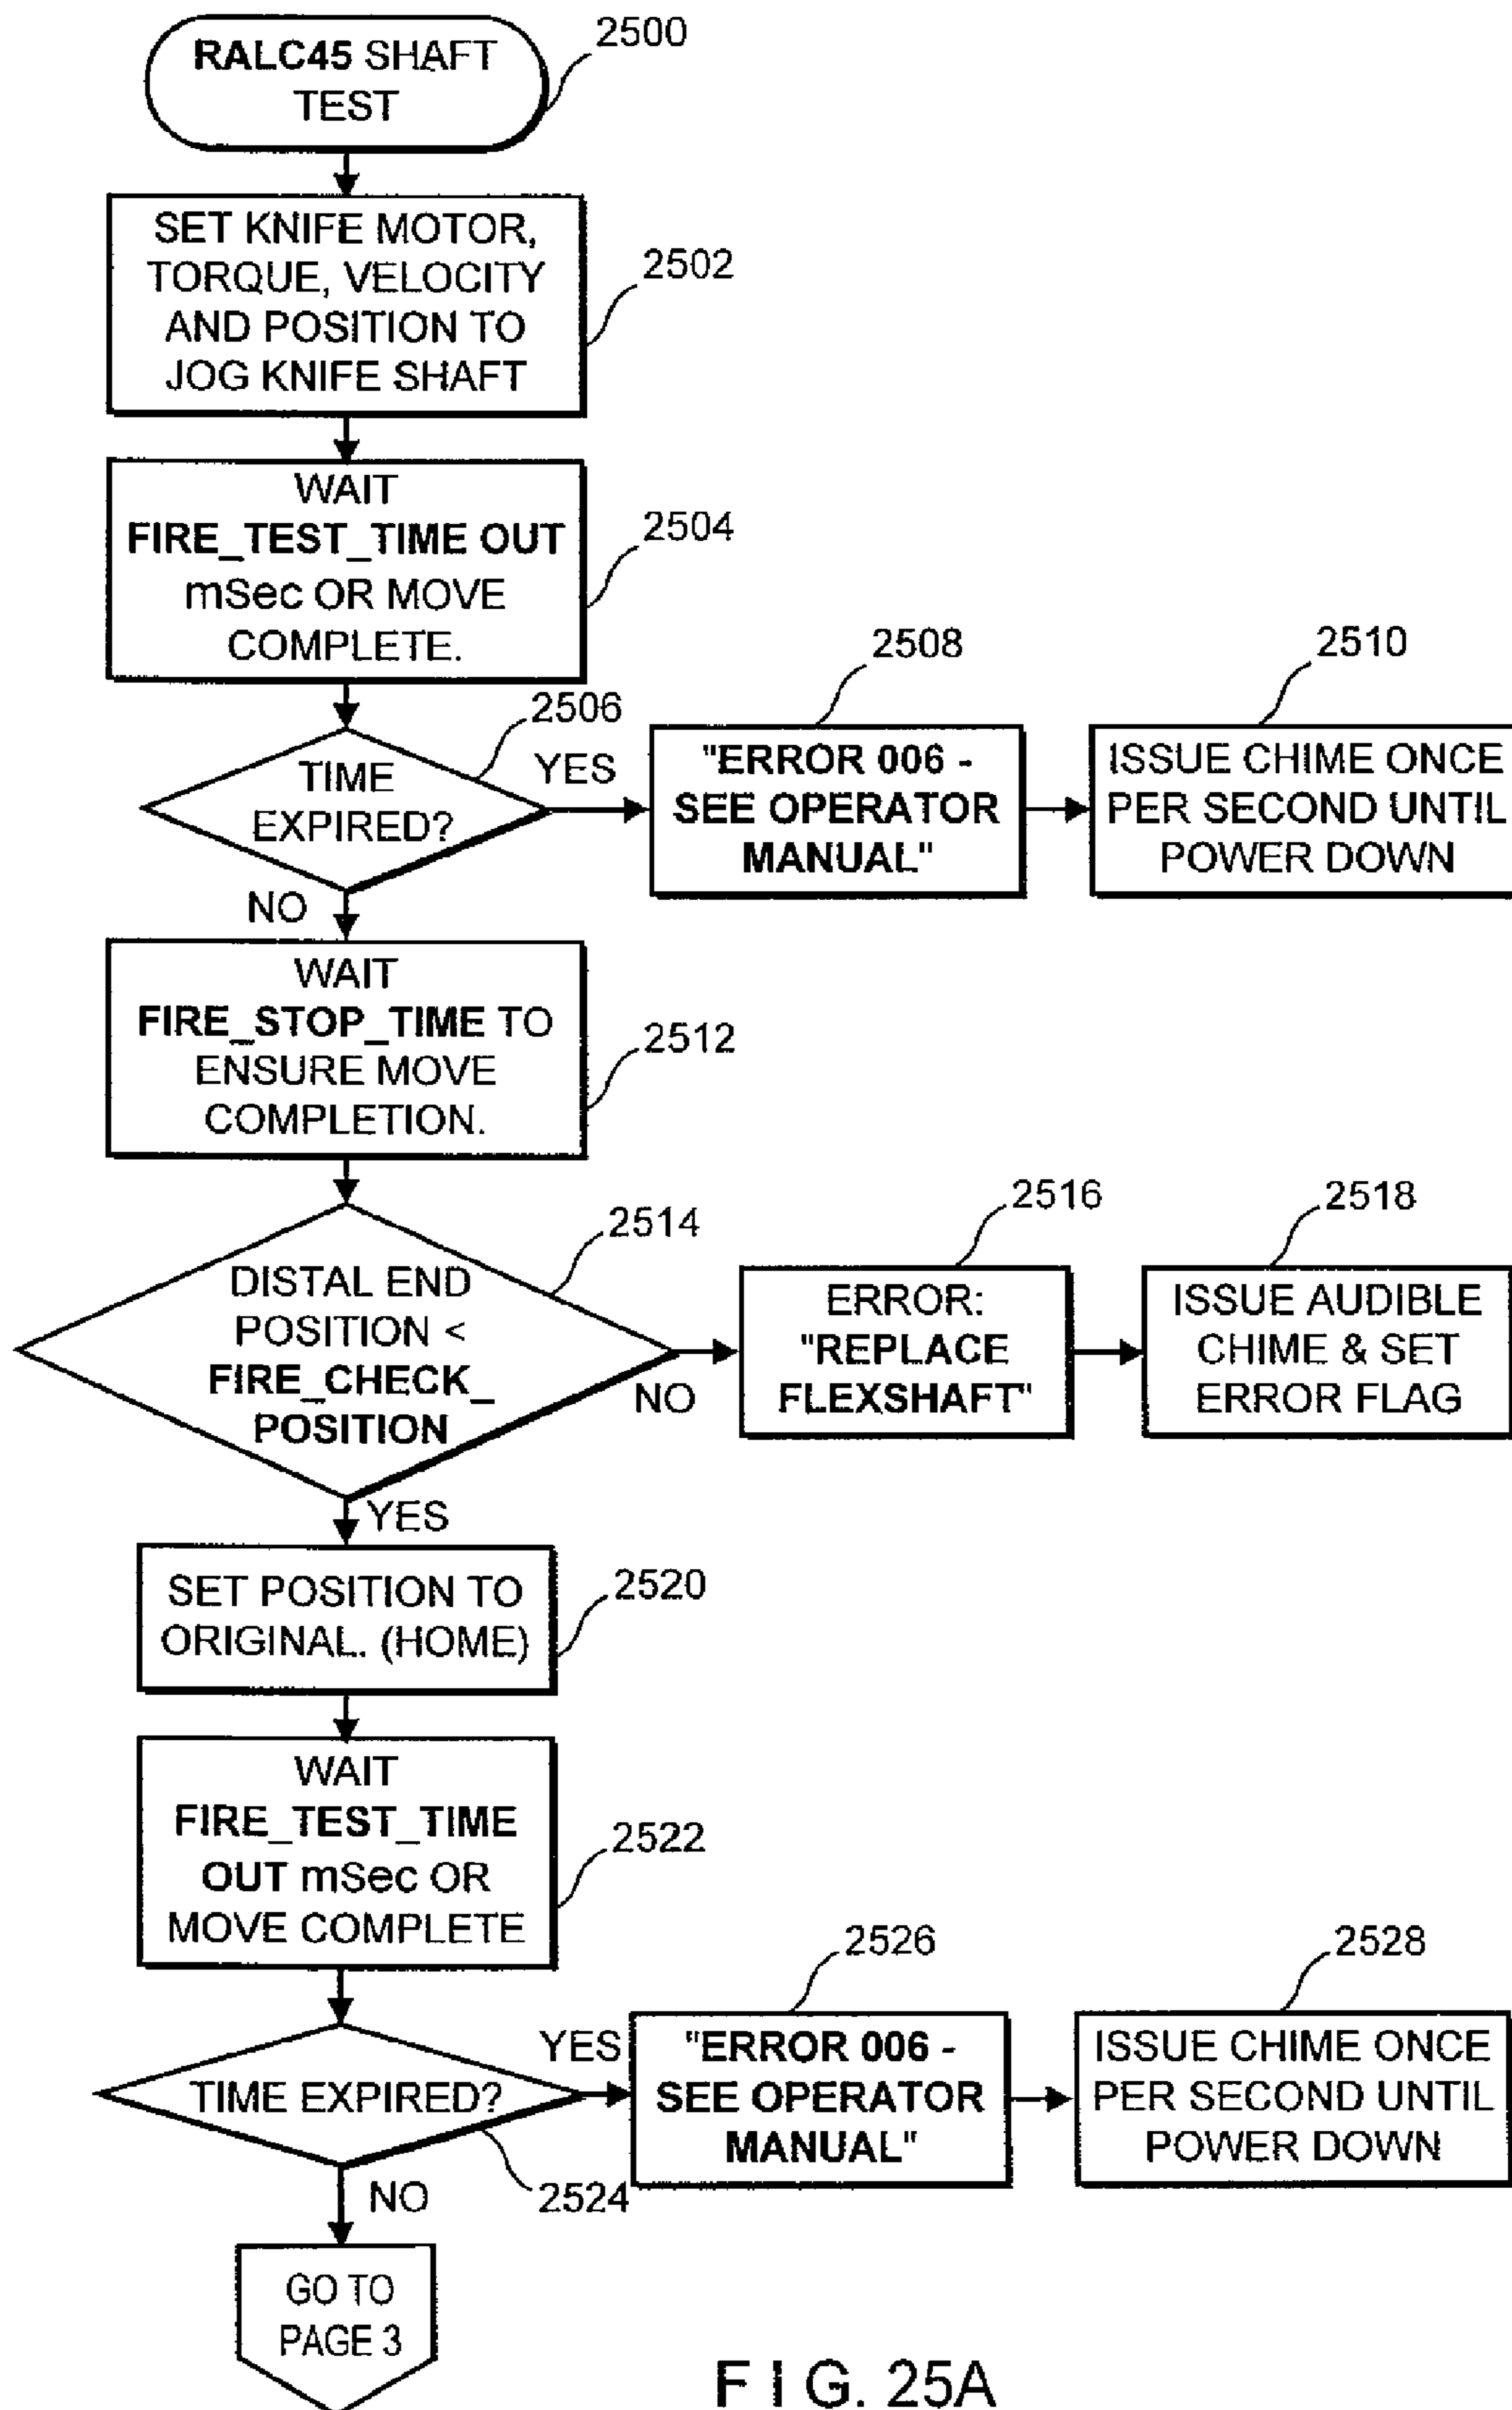 RALC45 SHAFT
TEST
2500
SET KNIFE MOTOR,
TORQUE, VELOCITY
AND POSITION TO
JOG KNIFE SHAFT
2502
WAIT
FIRE_TEST_TIME OUT
mSec OR MOVE
COMPLETE.
2504
TIME
EXPIRED?
2506
YES
NO
"ERROR 006 -
SEE OPERATOR
MANUAL"
2508
ISSUE CHIME ONCE
PER SECOND UNTIL
POWER DOWN
2510
WAIT
FIRE_STOP_TIME TO
ENSURE MOVE
COMPLETION.
2512
DISTAL END
POSITION <
FIRE_CHECK_
POSITION
2514
NO
YES
ERROR:
"REPLACE
FLEXSHAFT"
2516
ISSUE AUDIBLE
CHIME & SET
ERROR FLAG
2518
SET POSITION TO
ORIGINAL. (HOME)
2520
WAIT
FIRE_TEST_TIME
OUT mSec OR
MOVE COMPLETE
2522
TIME EXPIRED?
2524
YES
NO
"ERROR 006 -
SEE OPERATOR
MANUAL"
2526
ISSUE CHIME ONCE
PER SECOND UNTIL
POWER DOWN
2528
GO TO
PAGE 3
FIG. 25A